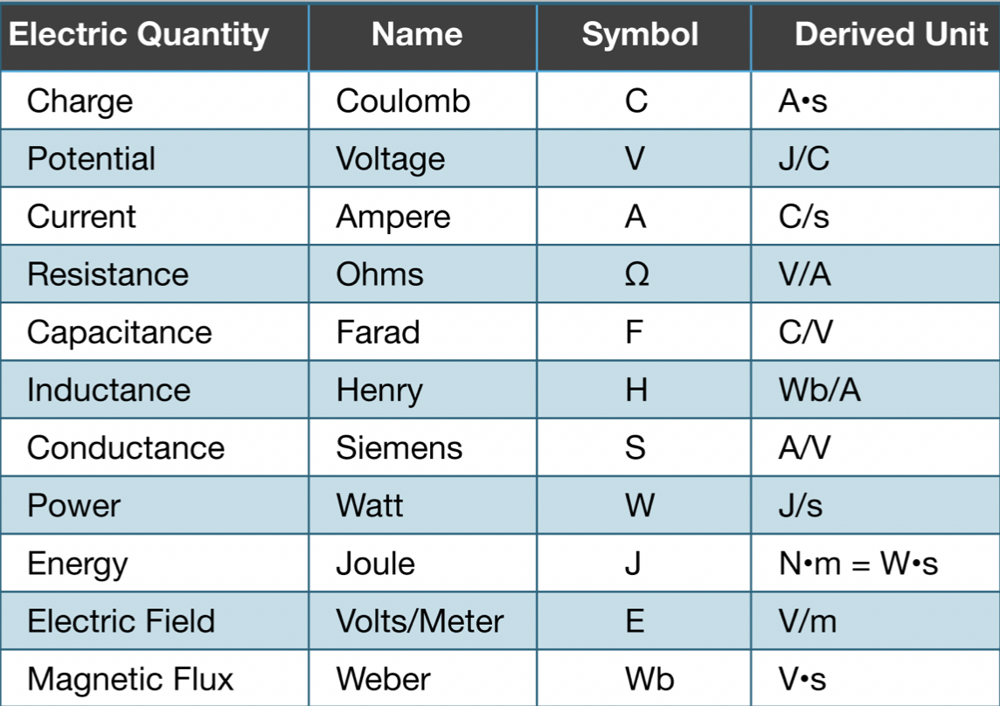 Electric Quantity Name Symbol Derived Unit
Charge Coulomb C A•s
Potential Voltage V J/C
Current Ampere A C/s
Resistance Ohms Ω V/A
Capacitance Farad F C/V
Inductance Henry H Wb/A
Conductance Siemens S A/V
Power Watt W J/s
Energy Joule J N•m = W•s
Electric Field Volts/Meter E V/m
Magnetic Flux Weber Wb V•s